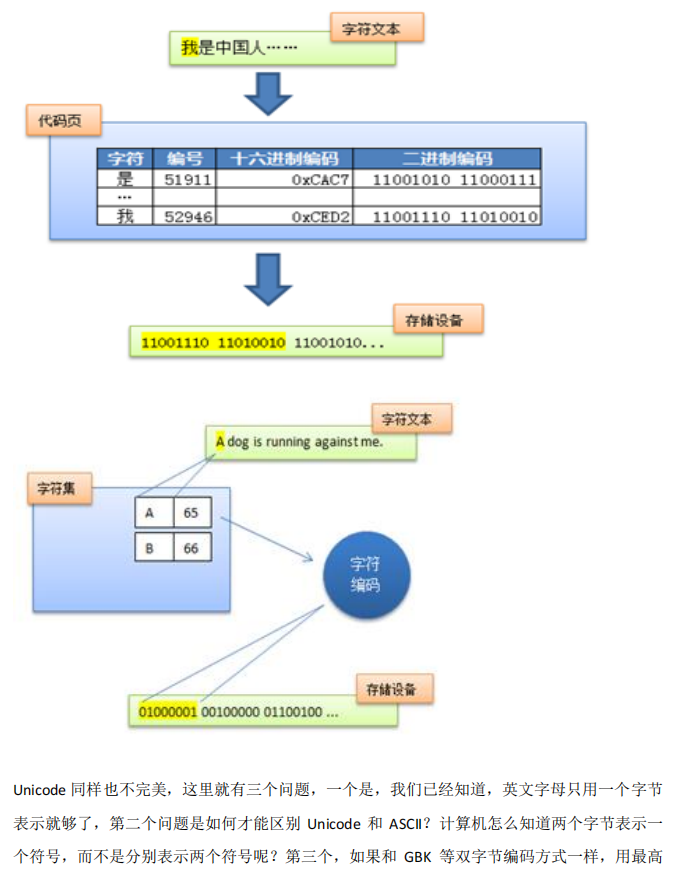 字符文本
我是中国人……
代码页
字符 编号 十六进制编码 二进制编码
是 51911 0xCAC7 11001010 11000111
…
我 52946 0xCED2 11001110 11010010
存储设备
11001110 11010010 11001010...
字符文本
A dog is running against me.
字符集
A 65
B 66
字符
编码
存储设备
01000001 00100000 01100100 ...
Unicode 同样也不完美，这里就有三个问题，一个是，我们已经知道，英文字母只用一个字节
表示就够了，第二个问题是如何才能区别 Unicode 和 ASCII？计算机怎么知道两个字节表示一
个符号，而不是分别表示两个符号呢？第三个，如果和 GBK 等双字节编码方式一样，用最高